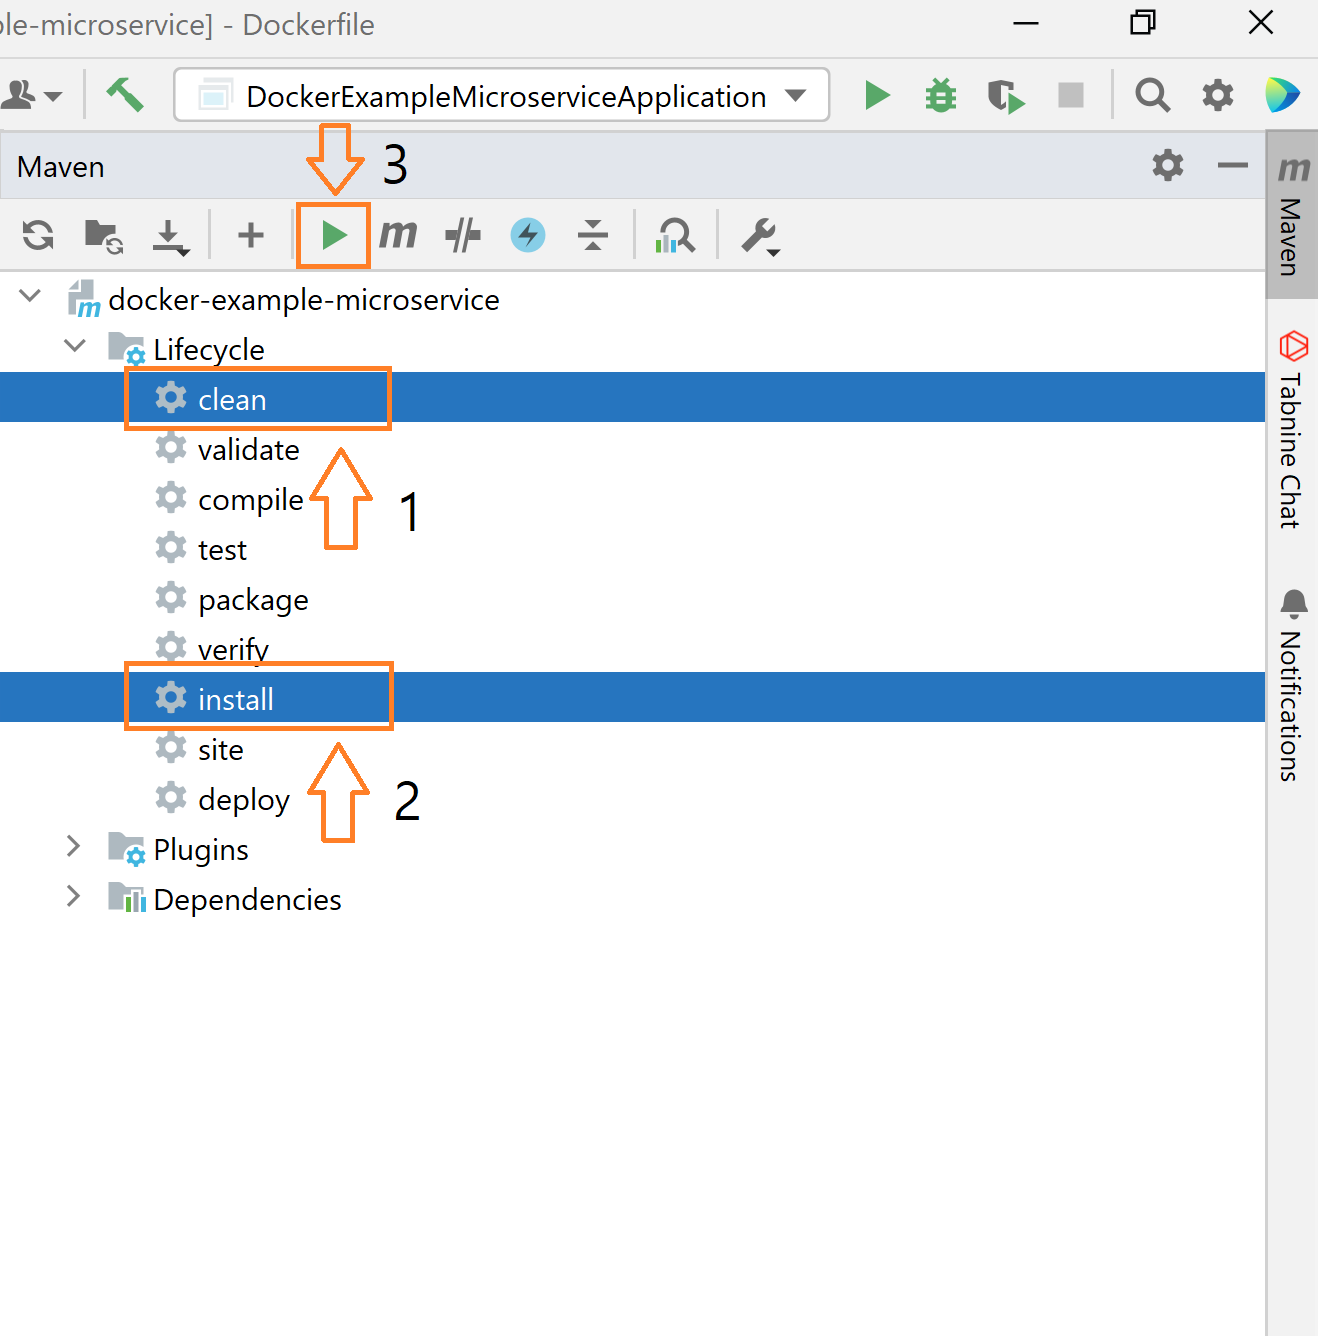 ole-microservice] - Dockerfile
DockerExampleMicroserviceApplication
Maven
3
m
docker-example-microservice
Lifecycle
clean
validate
compile
1
test
package
verify
install
site
deploy
2
Plugins
Dependencies
m Maven
Tabnine Chat
Notifications